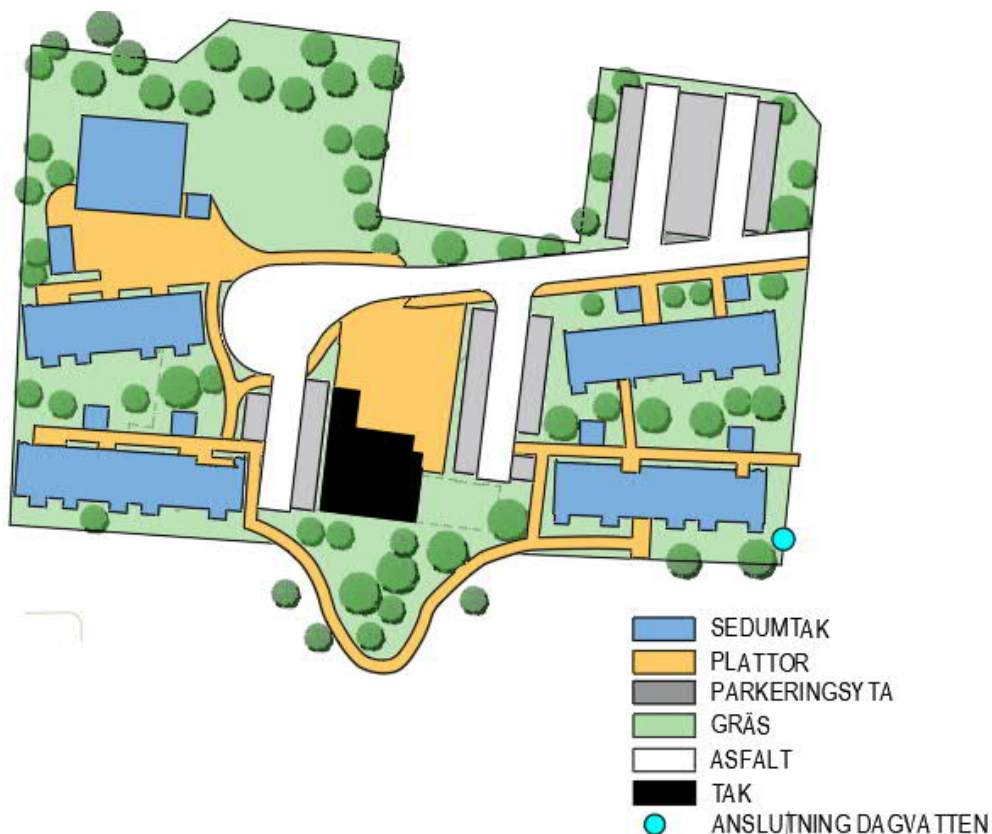 SEDUMTAK
PLATTOR
PARKERINGSYTA
GRÄS
ASFALT
TAK
ANSLUTNING DAGVATTEN